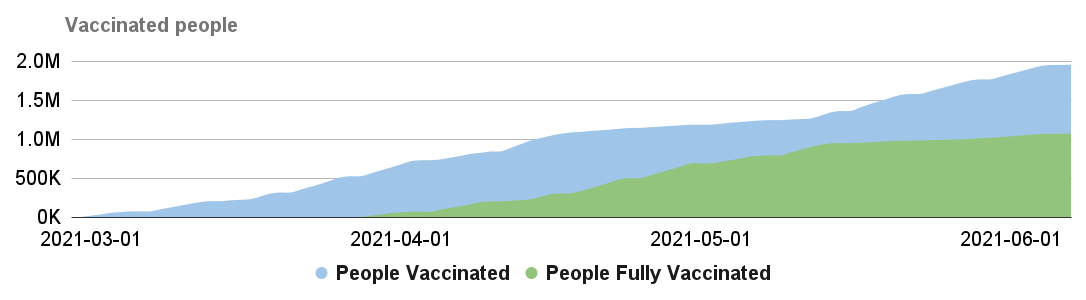 Vaccinated people
2.0M
1.5M
1.0M
500K
0K
2021-03-01 2021-04-01 2021-05-01 2021-06-01
People Vaccinated People Fully Vaccinated